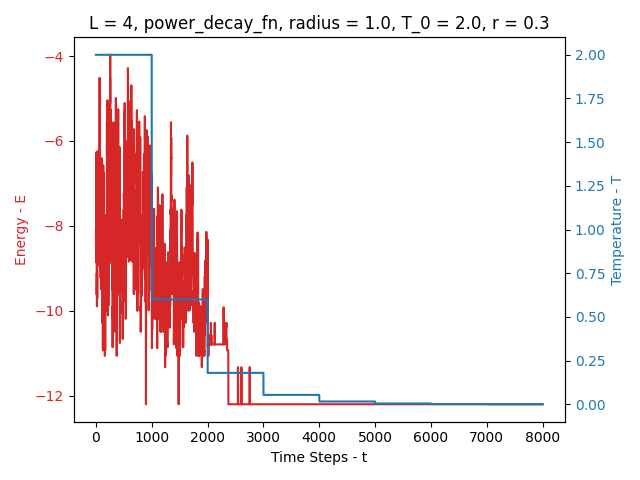 L = 4, power_decay_fn, radius = 1.0, T_0 = 2.0, r = 0.3
−4
−6
−8
−10
−12
Energy - E
2.00
1.75
1.50
1.25
1.00
0.75
0.50
0.25
0.00
Temperature - T
0 1000 2000 3000 4000 5000 6000 7000 8000
Time Steps - t